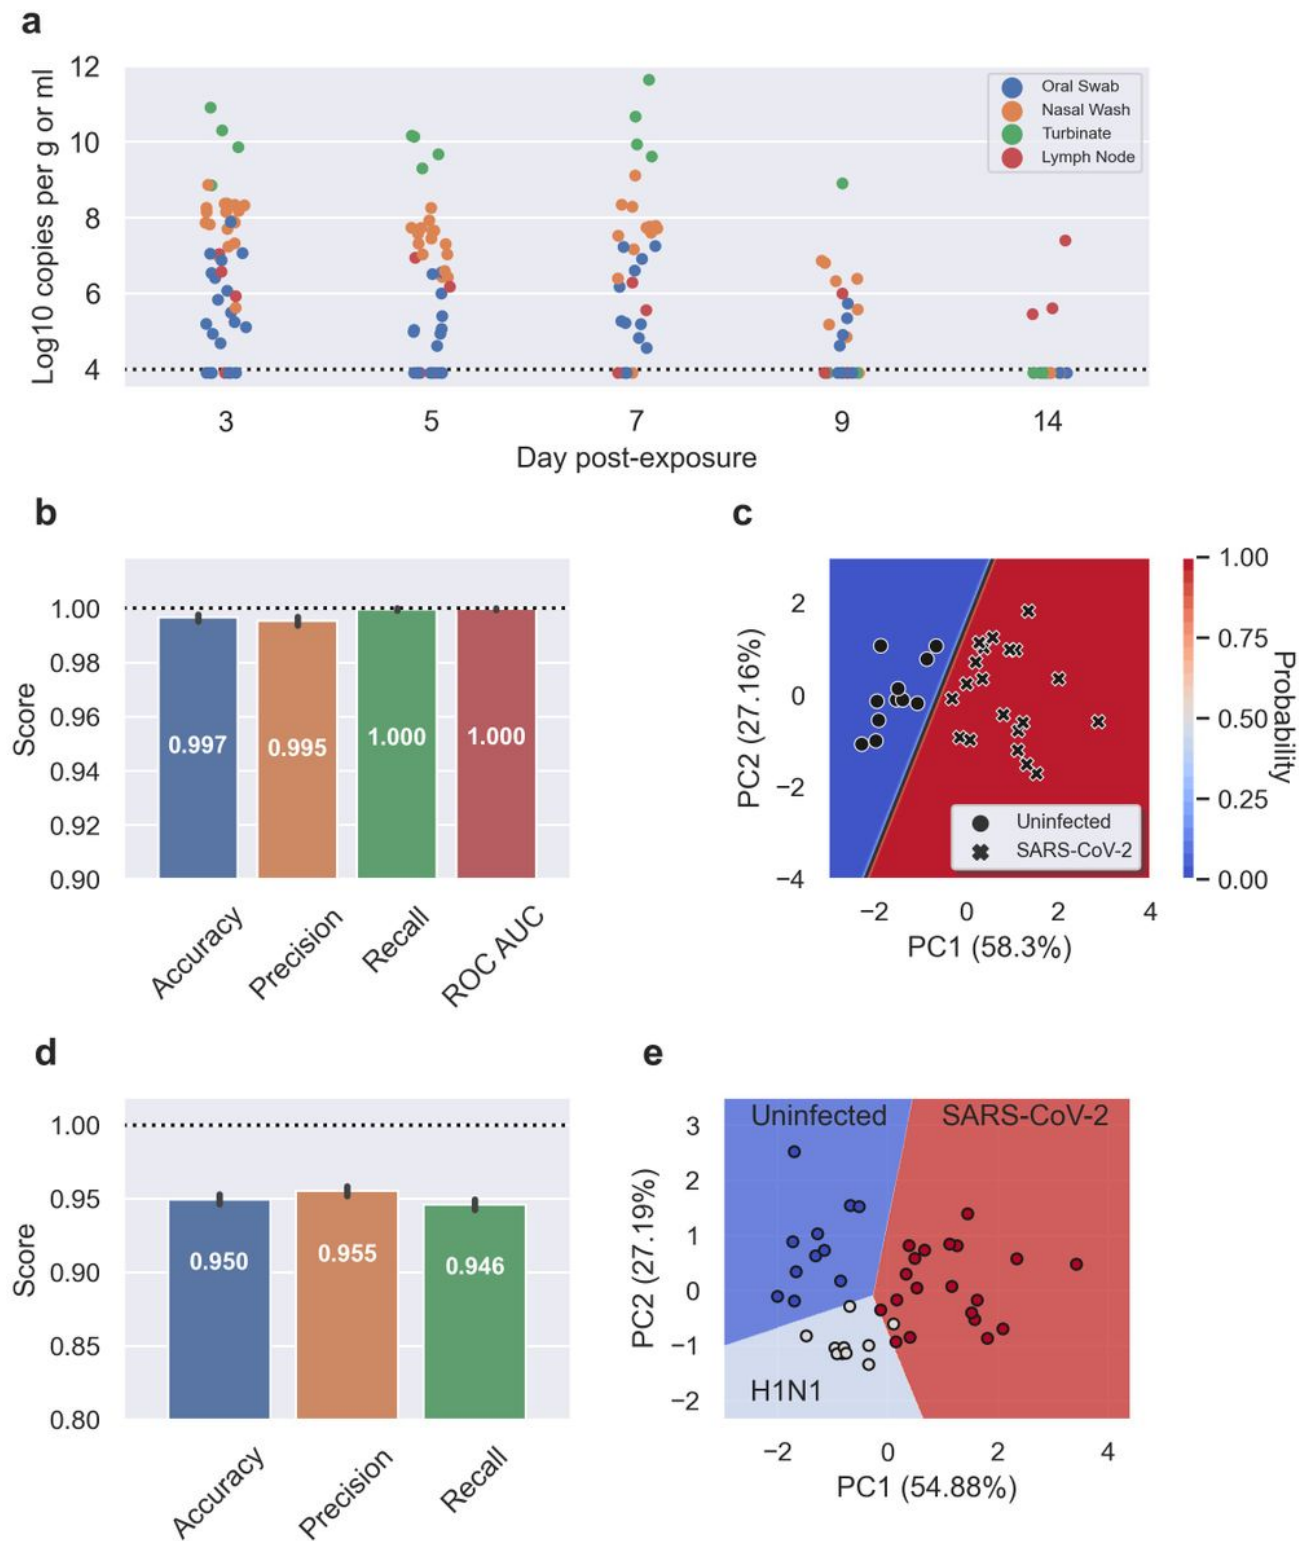 a
Log10 copies per g or ml
12
10
8
6
4
Oral Swab
Nasal Wash
Turbinate
Lymph Node
3 5 7 9 14
Day post-exposure
b
Score
1.00
0.98
0.96
0.94
0.92
0.90
0.997 0.995 1.000 1.000
Accuracy Precision Recall ROC AUC
c
PC2 (27.16%)
2
0
−2
−4
Uninfected
SARS-CoV-2
−2 0 2 4
PC1 (58.3%)
1.00
0.75
0.50
0.25
0.00
Probability
d
Score
1.00
0.95
0.90
0.85
0.80
0.950 0.955 0.946
Accuracy Precision Recall
e
PC2 (27.19%)
3
2
1
0
−1
−2
Uninfected SARS-CoV-2
H1N1
−2 0 2 4
PC1 (54.88%)